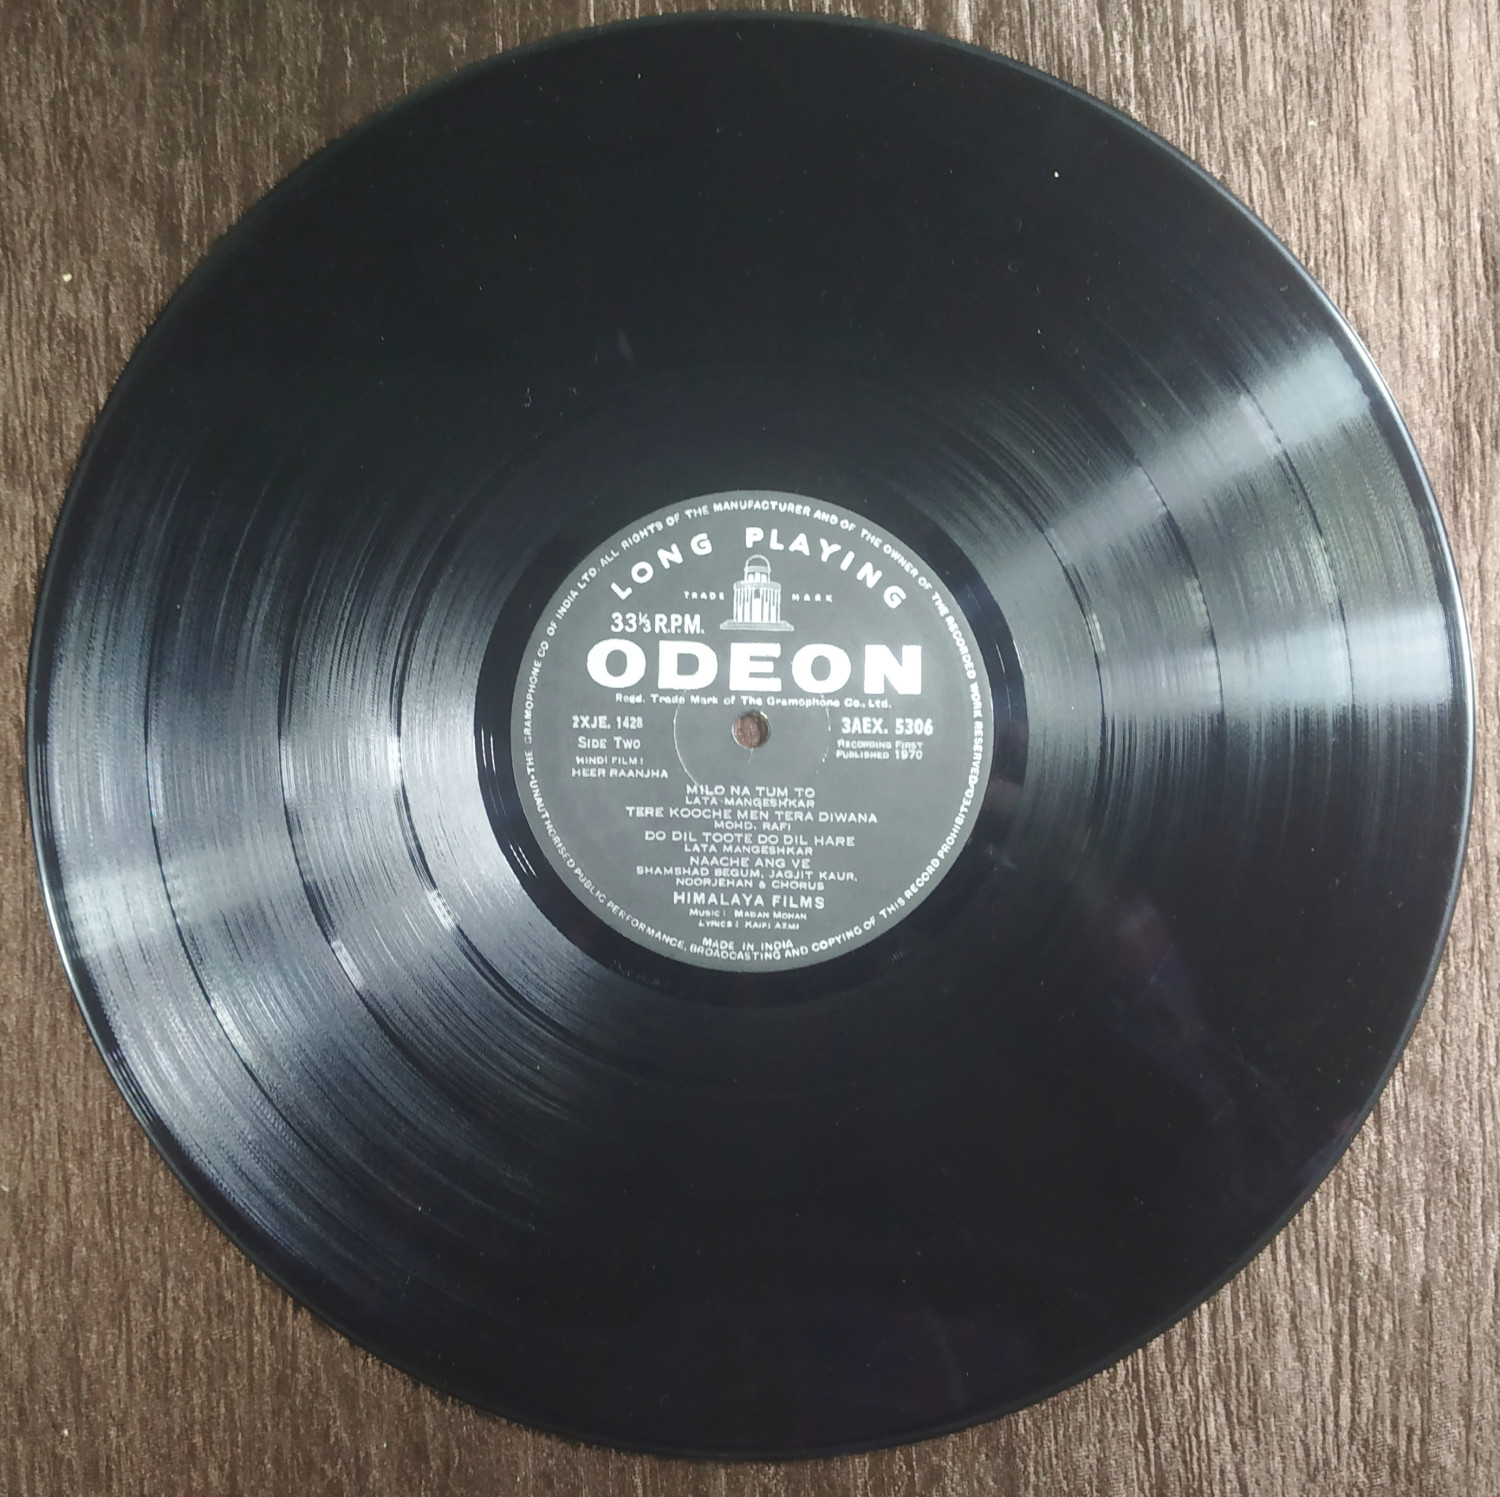 UNAUTHORISED PUBLIC PERFORMANCE, BROADCASTING AND COPYING OF THIS RECORD PROHIBITED
THE GRAMOPHONE CO. OF INDIA LTD. ALL RIGHTS OF THE MANUFACTURER AND OF THE OWNER OF THE RECORDED WORK RESERVED
LONG PLAYING
TRADE MARK
33⅓ R.P.M.
ODEON
Regd. Trade Mark of The Gramophone Co., Ltd.
2XJE. 1428
3AEX. 5306
SIDE TWO
RECORDING FIRST
PUBLISHED 1970
HINDI FILM:
HEER RAANJHA
MILO NA TUM TO
LATA MANGESHKAR
TERE KOOCHE MEN TERA DIWANA
MOHD. RAFI
DO DIL TOOTE DO DIL HARE
LATA MANGESHKAR
NAACHE ANG VE
SHAMSHAD BEGUM, JAGJIT KAUR,
NOORJEHAN & CHORUS
HIMALAYA FILMS
MUSIC: MADAN MOHAN
LYRICS: KAIFI AZMI
MADE IN INDIA